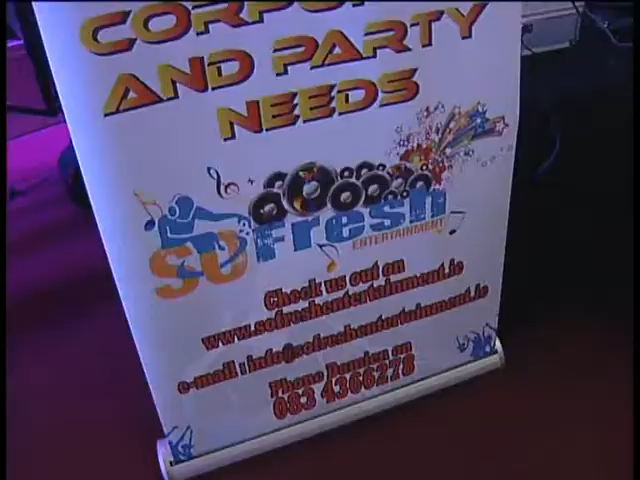 CORPORATE
AND PARTY
NEEDS
SO Fresh
ENTERTAINMENT
Check us out on
www.sofreshentertainment.ie
e-mail : info@sofreshentertainment.ie
Phone Damien on
083 4366278